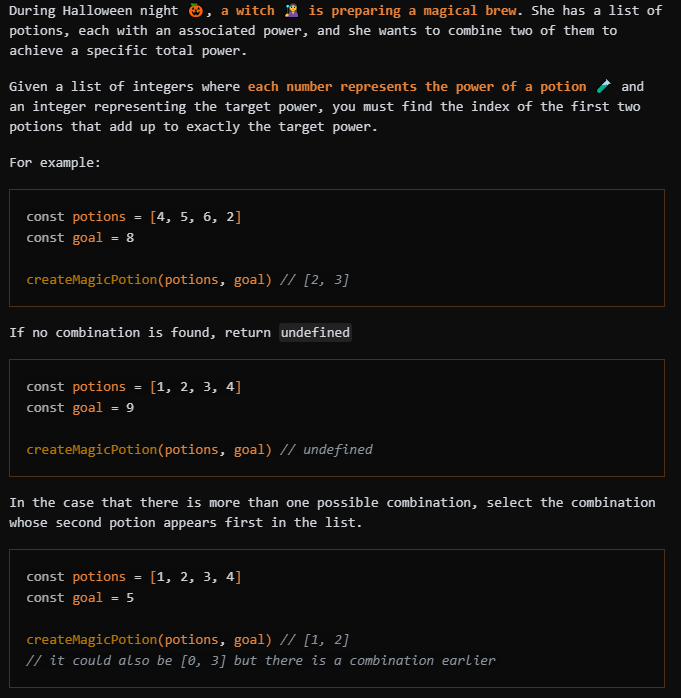 During Halloween night 🎃, a witch 🧙‍♀️ is preparing a magical brew. She has a list of
potions, each with an associated power, and she wants to combine two of them to
achieve a specific total power.
Given a list of integers where each number represents the power of a potion 🧪 and
an integer representing the target power, you must find the index of the first two
potions that add up to exactly the target power.
For example:
const potions = [4, 5, 6, 2]
const goal = 8
createMagicPotion(potions, goal) // [2, 3]
If no combination is found, return undefined
const potions = [1, 2, 3, 4]
const goal = 9
createMagicPotion(potions, goal) // undefined
In the case that there is more than one possible combination, select the combination
whose second potion appears first in the list.
const potions = [1, 2, 3, 4]
const goal = 5
createMagicPotion(potions, goal) // [1, 2]
// it could also be [0, 3] but there is a combination earlier